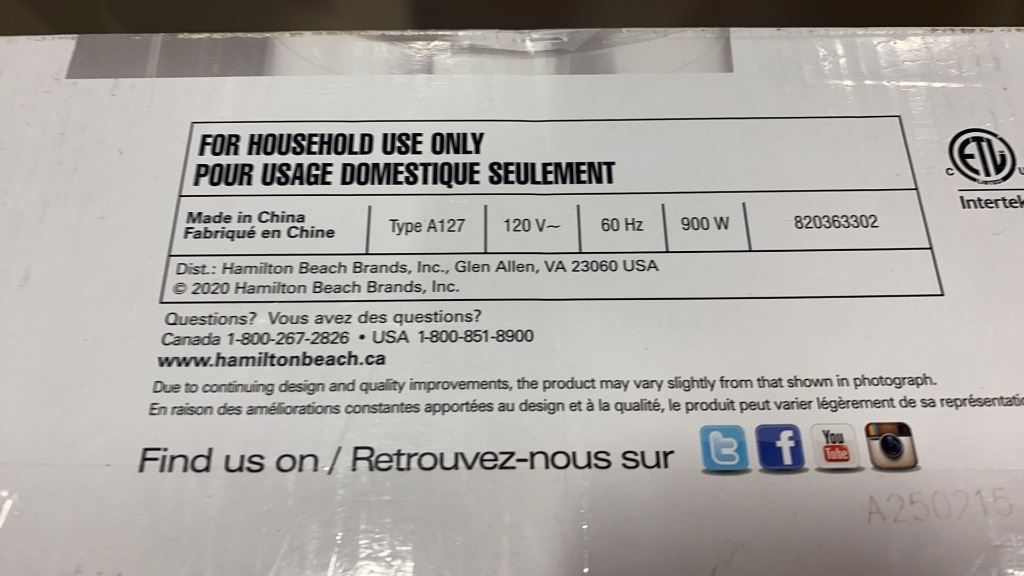 FOR HOUSEHOLD USE ONLY
POUR USAGE DOMESTIQUE SEULEMENT
Made in China
Fabriqué en Chine
Type A127
120 V~
60 Hz
900 W
820363302
Dist.: Hamilton Beach Brands, Inc., Glen Allen, VA 23060 USA
© 2020 Hamilton Beach Brands, Inc.
Questions? Vous avez des questions?
Canada 1-800-267-2826 • USA 1-800-851-8900
www.hamiltonbeach.ca
Due to continuing design and quality improvements, the product may vary slightly from that shown in photograph.
En raison des améliorations constantes apportées au design et à la qualité, le produit peut varier légèrement de sa
Find us on / Retrouvez-nous sur
You
Tube
C ETL
Intertek
A250215